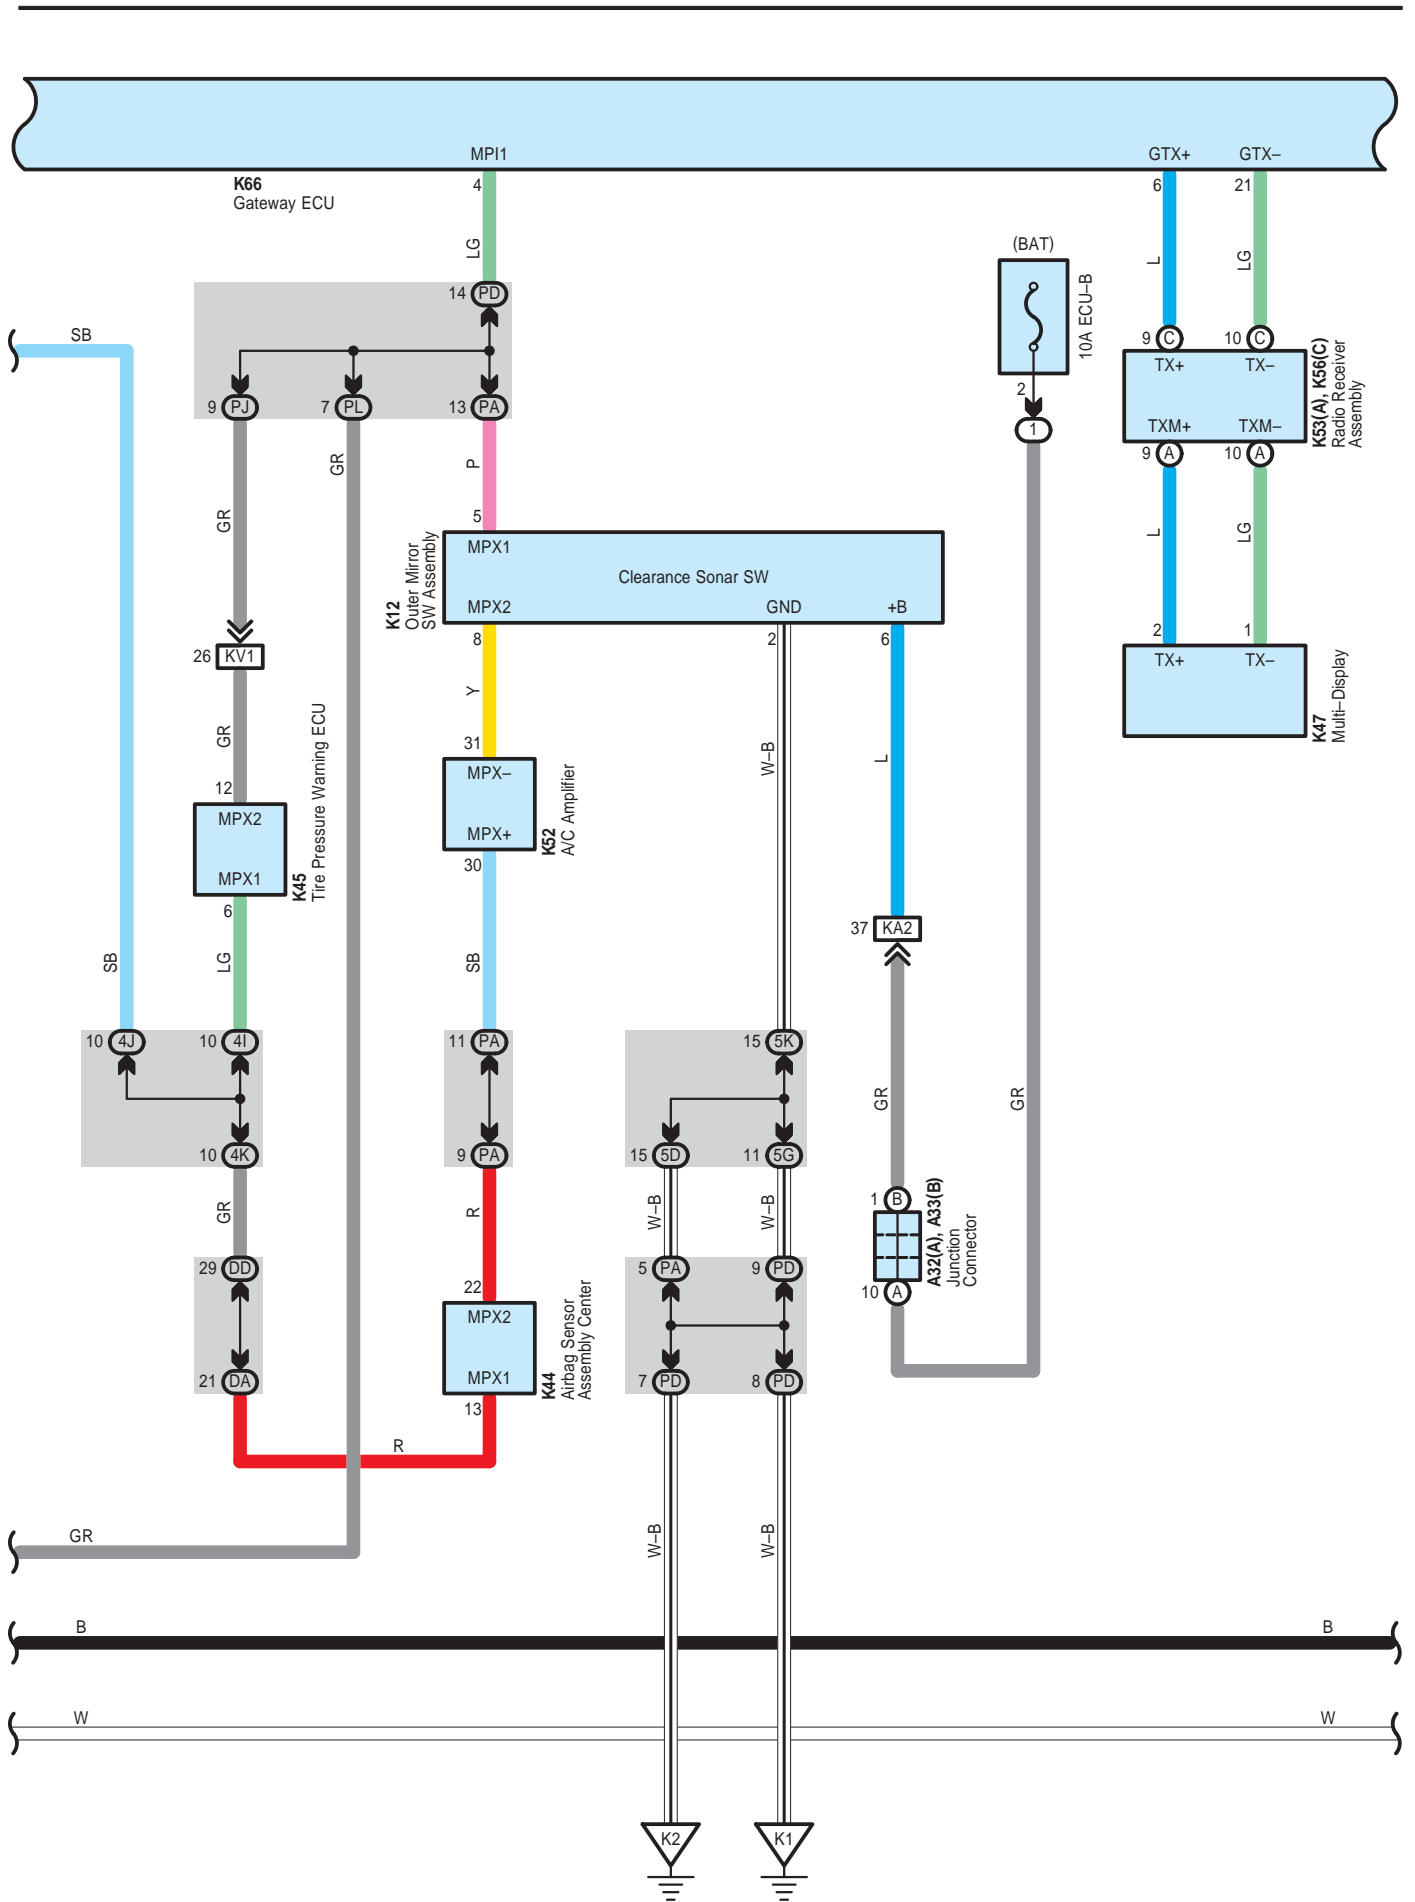 MPI1
GTX+ GTX–
K66
Gateway ECU
4
6
21
LG
L
LG
(BAT)
10A ECU–B
2
1
14 PD
SB
9 PJ
7 PL
13 PA
9 C
10 C
TX+ TX–
TXM+ TXM–
9 A
10 A
K53(A), K56(C)
Radio Receiver
Assembly
GR
GR
P
5
MPX1
Clearance Sonar SW
MPX2 GND +B
K12
Outer Mirror
SW Assembly
8
2
6
L
LG
2
1
TX+ TX–
K47
Multi–Display
26 KV1
GR
12
MPX2
MPX1
K45
Tire Pressure Warning ECU
6
Y
31
MPX–
MPX+
K52
A/C Amplifier
30
W–B
L
37 KA2
SB
LG
SB
10 4J
10 4I
11 PA
15 5K
GR
GR
10 4K
9 PA
15 5D
11 5G
GR
R
W–B
W–B
1 B
A32(A), A33(B)
Junction
Connector
10 A
29 DD
5 PA
9 PD
22
MPX2
MPX1
K44
Airbag Sensor
Assembly Center
13
21 DA
7 PD
8 PD
R
GR
W–B
W–B
B
B
W
W
K2
K1